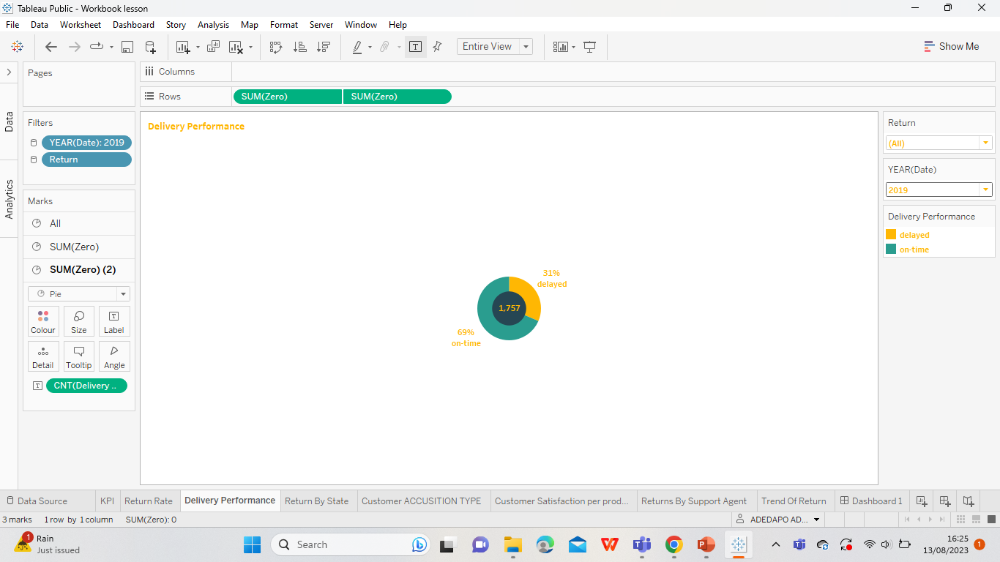 Tableau Public - Workbook lesson
File Data Worksheet Dashboard Story Analysis Map Format Server Window Help
Entire View
Show Me
Pages
Columns
Rows
SUM(Zero) SUM(Zero)
Data
Analytics
Filters
YEAR(Date): 2019
Return
Marks
All
SUM(Zero)
SUM(Zero) (2)
Pie
Colour Size Label
Detail Tooltip Angle
CNT(Delivery ..
Delivery Performance
31%
delayed
1,757
69%
on-time
Return
(All)
YEAR(Date)
2019
Delivery Performance
delayed
on-time
Data Source KPI Return Rate Delivery Performance Return By State Customer ACCUSITION TYPE Customer Satisfaction per prod... Returns By Support Agent Trend Of Return Dashboard 1
3 marks 1 row by 1 column SUM(Zero): 0 ADEDAPO AD...
1 Rain
Just issued
Search
16:25
13/08/2023
1